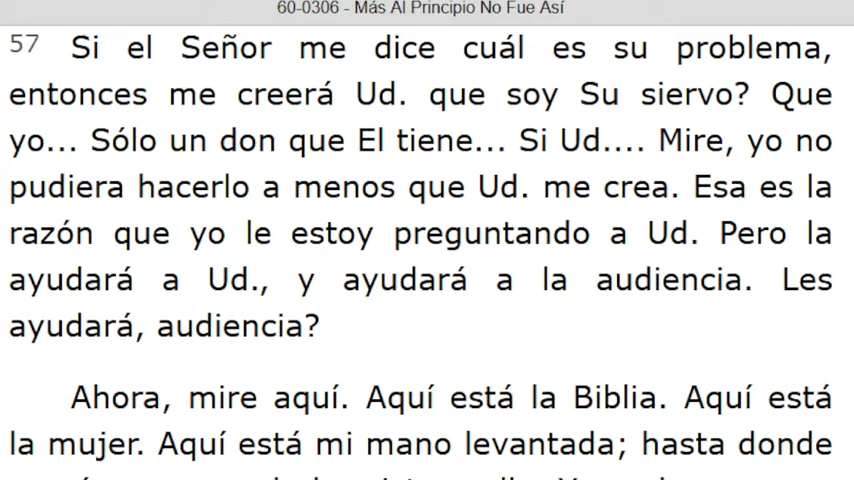 60-0306 - Más Al Principio No Fue Así
57 Si el Señor me dice cuál es su problema,
entonces me creerá Ud. que soy Su siervo? Que
yo... Sólo un don que El tiene... Si Ud.... Mire, yo no
pudiera hacerlo a menos que Ud. me crea. Esa es la
razón que yo le estoy preguntando a Ud. Pero la
ayudará a Ud., y ayudará a la audiencia. Les
ayudará, audiencia?
Ahora, mire aquí. Aquí está la Biblia. Aquí está
la mujer. Aquí está mi mano levantada; hasta donde